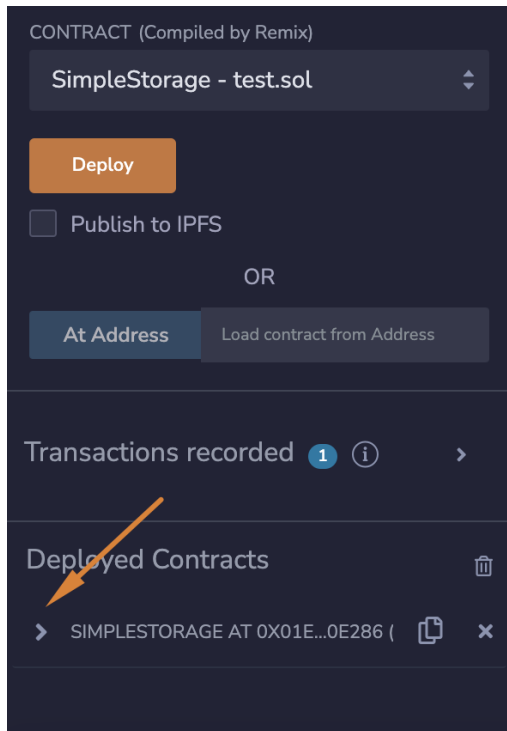 CONTRACT (Compiled by Remix)
SimpleStorage - test.sol
Deploy
Publish to IPFS
OR
At Address Load contract from Address
Transactions recorded 1 i
Deployed Contracts
SIMPLESTORAGE AT 0X01E...0E286 (